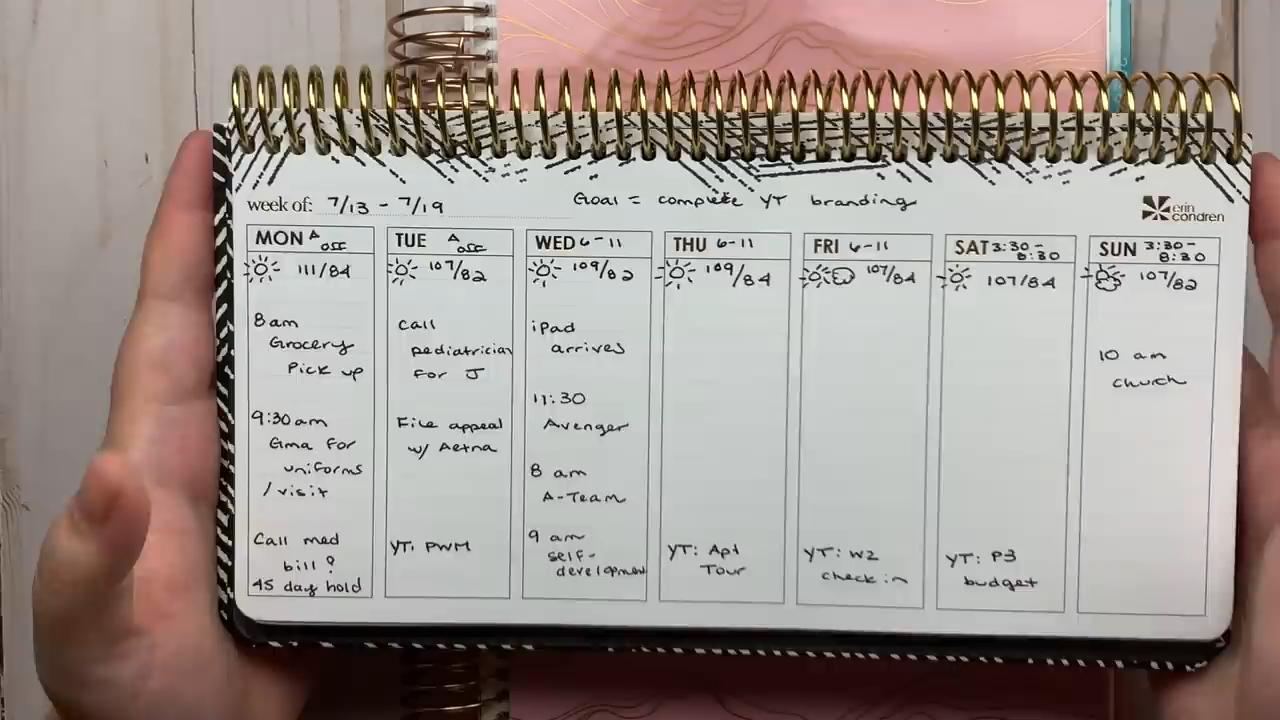 week of: 7/13 - 7/19
Goal = complete YT branding
erin
condren
MON A
OFF
111/84
8am
Grocery
Pick up
9:30am
Gma for
uniforms
/visit
Call med
bill?
45 day hold
TUE A
OFF
107/82
Call
pediatrician
for J
File appeal
w/ Aetna
YT: PWM
WED 6-11
109/82
iPad
arrives
11:30
Avenger
8 am
A-Team
9 am
self-
development
THU 6-11
109/84
YT: Apt
Tour
FRI 6-11
107/84
YT: W2
check in
SAT 3:30-
8:30
107/84
YT: P3
budget
SUN 3:30-
8:30
107/82
10 am
church